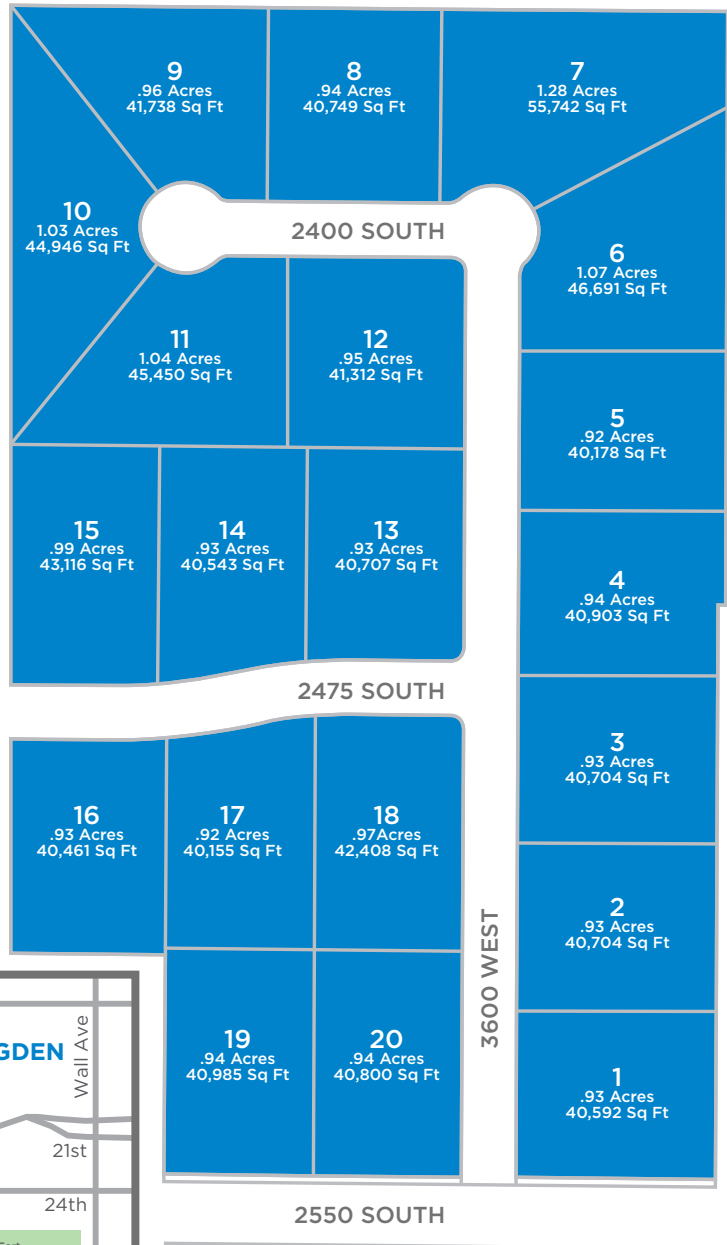 9
.96 Acres
41,738 Sq Ft
8
.94 Acres
40,749 Sq Ft
7
1.28 Acres
55,742 Sq Ft
10
1.03 Acres
44,946 Sq Ft
2400 SOUTH
6
1.07 Acres
46,691 Sq Ft
11
1.04 Acres
45,450 Sq Ft
12
.95 Acres
41,312 Sq Ft
5
.92 Acres
40,178 Sq Ft
15
.99 Acres
43,116 Sq Ft
14
.93 Acres
40,543 Sq Ft
13
.93 Acres
40,707 Sq Ft
4
.94 Acres
40,903 Sq Ft
2475 SOUTH
3
.93 Acres
40,704 Sq Ft
16
.93 Acres
40,461 Sq Ft
17
.92 Acres
40,155 Sq Ft
18
.97Acres
42,408 Sq Ft
2
.93 Acres
40,704 Sq Ft
3600 WEST
19
.94 Acres
40,985 Sq Ft
20
.94 Acres
40,800 Sq Ft
1
.93 Acres
40,592 Sq Ft
GDEN
Wall Ave
21st
24th
2550 SOUTH